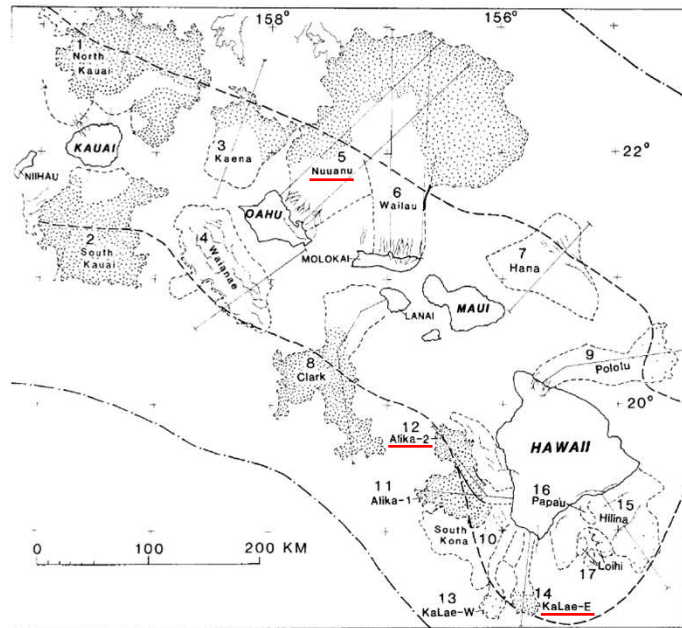 158°
156°
1
North
Kauai
KAUAI
NIIHAU
2
South
Kauai
3
Kaena
5
Nuuanu
22°
6
Wailau
OAHU
4
Waianae
MOLOKAI
7
Hana
LANAI
MAUI
8
Clark
9
Pololu
20°
12
Alika-2
HAWAII
11
Alika-1
16
Papa'u
15
Hilina
South
Kona
10
17
Loihi
0 100 200 KM
13
KaLae-W
14
KaLae-E